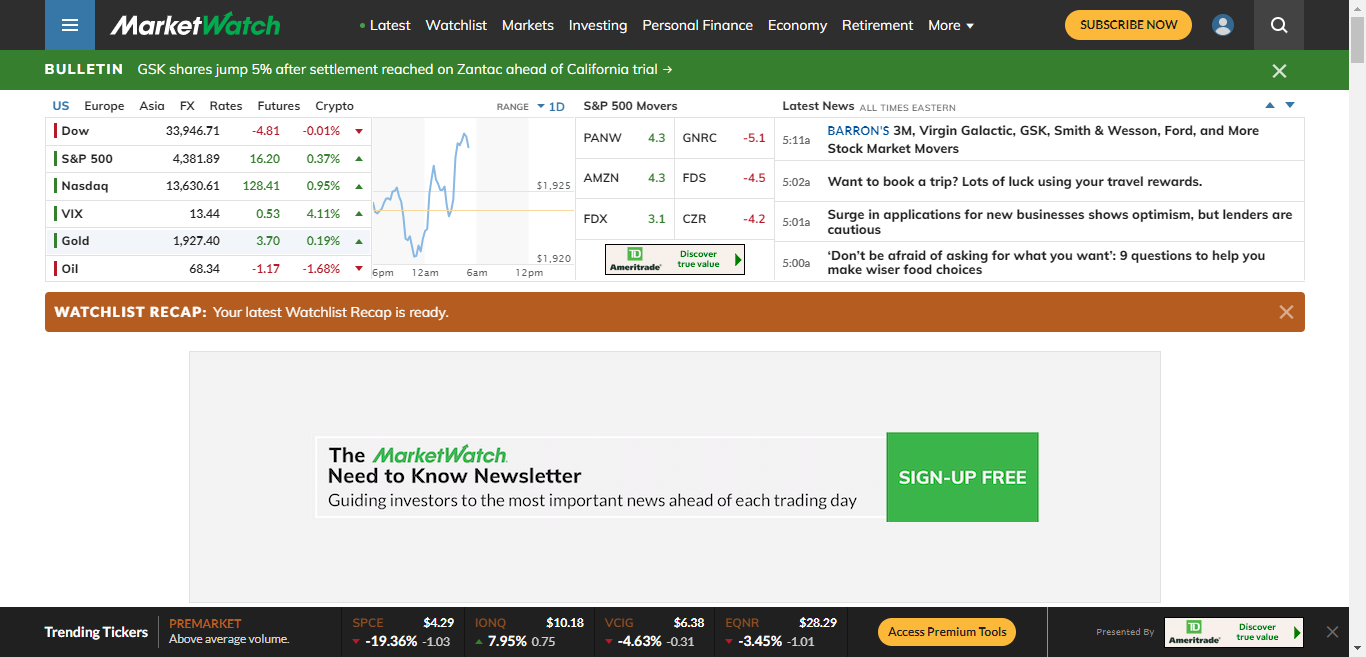 MarketWatch
Latest Watchlist Markets Investing Personal Finance Economy Retirement More
SUBSCRIBE NOW
BULLETIN GSK shares jump 5% after settlement reached on Zantac ahead of California trial →
US Europe Asia FX Rates Futures Crypto
RANGE 1D
Dow 33,946.71 -4.81 -0.01%
S&P 500 4,381.89 16.20 0.37%
Nasdaq 13,630.61 128.41 0.95%
VIX 13.44 0.53 4.11%
Gold 1,927.40 3.70 0.19%
Oil 68.34 -1.17 -1.68%
$1,925
$1,920
6pm 12am 6am 12pm
S&P 500 Movers
PANW 4.3 GNRC -5.1
AMZN 4.3 FDS -4.5
FDX 3.1 CZR -4.2
TD Ameritrade
Discover
true value
Latest News ALL TIMES EASTERN
5:11a BARRON'S 3M, Virgin Galactic, GSK, Smith & Wesson, Ford, and More
Stock Market Movers
5:02a Want to book a trip? Lots of luck using your travel rewards.
5:01a Surge in applications for new businesses shows optimism, but lenders are
cautious
5:00a ‘Don’t be afraid of asking for what you want’: 9 questions to help you
make wiser food choices
WATCHLIST RECAP: Your latest Watchlist Recap is ready.
The MarketWatch
Need to Know Newsletter
Guiding investors to the most important news ahead of each trading day
SIGN-UP FREE
Trending Tickers
PREMARKET
Above average volume.
SPCE $4.29
-19.36% -1.03
IONQ $10.18
7.95% 0.75
VCIG $6.38
-4.63% -0.31
EQNR $28.29
-3.45% -1.01
Access Premium Tools
Presented By
TD Ameritrade
Discover
true value